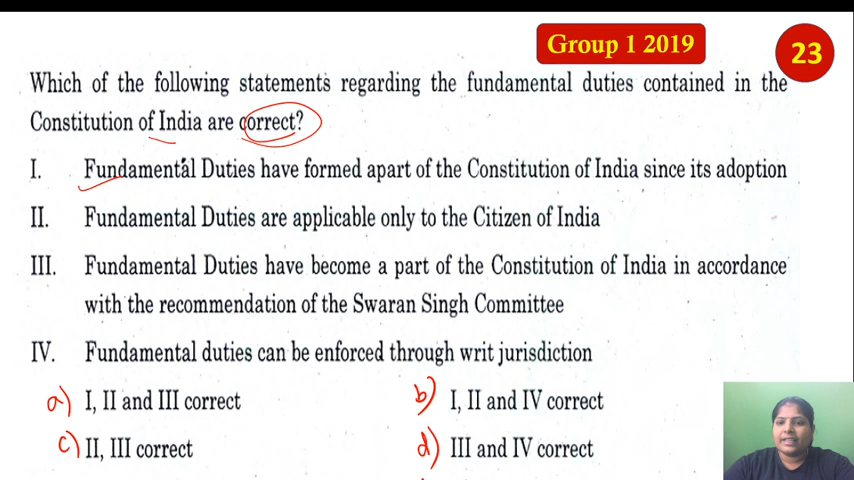 Group 1 2019
23
Which of the following statements regarding the fundamental duties contained in the
Constitution of India are correct?
I. Fundamental Duties have formed apart of the Constitution of India since its adoption
II. Fundamental Duties are applicable only to the Citizen of India
III. Fundamental Duties have become a part of the Constitution of India in accordance
with the recommendation of the Swaran Singh Committee
IV. Fundamental duties can be enforced through writ jurisdiction
a) I, II and III correct
b) I, II and IV correct
c) II, III correct
d) III and IV correct